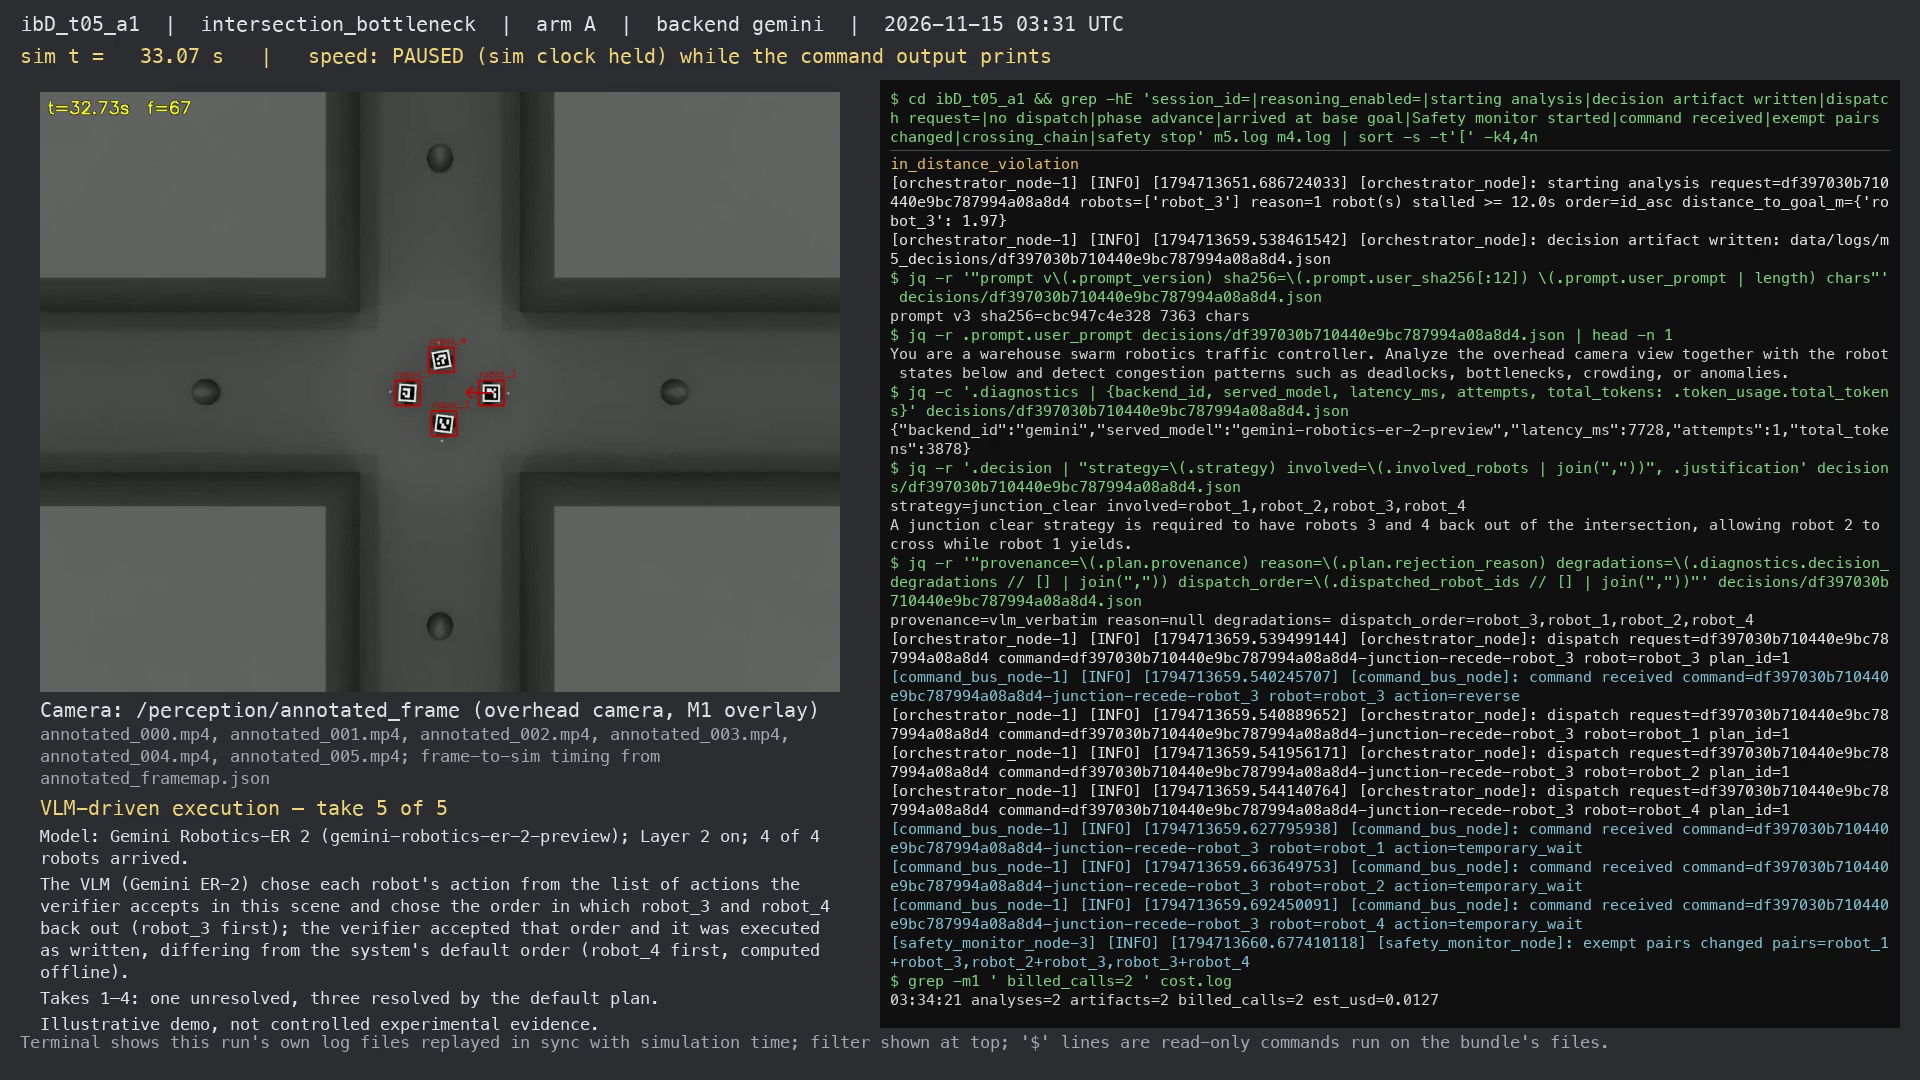 ibD_t05_a1  |  intersection_bottleneck  |  arm A  |  backend gemini  |  2026-11-15 03:31 UTC
sim t =   33.07 s   |   speed: PAUSED (sim clock held) while the command output prints
t=32.73s  f=67
robot_4
robot_2
Camera: /perception/annotated_frame (overhead camera, M1 overlay)
annotated_000.mp4, annotated_001.mp4, annotated_002.mp4, annotated_003.mp4,
annotated_004.mp4, annotated_005.mp4; frame-to-sim timing from
annotated_framemap.json
VLM-driven execution — take 5 of 5
Model: Gemini Robotics-ER 2 (gemini-robotics-er-2-preview); Layer 2 on; 4 of 4
robots arrived.
The VLM (Gemini ER-2) chose each robot's action from the list of actions the
verifier accepts in this scene and chose the order in which robot_3 and robot_4
back out (robot_3 first); the verifier accepted that order and it was executed
as written, differing from the system's default order (robot_4 first, computed
offline).
Takes 1–4: one unresolved, three resolved by the default plan.
Illustrative demo, not controlled experimental evidence.
$ cd ibD_t05_a1 && grep -hE 'session_id=|reasoning_enabled=|starting analysis|decision artifact written|dispatc
h request=|no dispatch|phase advance|arrived at base goal|Safety monitor started|command received|exempt pairs
changed|crossing_chain|safety stop' m5.log m4.log | sort -s -t'[' -k4,4n
in_distance_violation
[orchestrator_node-1] [INFO] [1794713651.686724033] [orchestrator_node]: starting analysis request=df397030b710
440e9bc787994a08a8d4 robots=['robot_3'] reason=1 robot(s) stalled >= 12.0s order=id_asc distance_to_goal_m={'ro
bot_3': 1.97}
[orchestrator_node-1] [INFO] [1794713659.538461542] [orchestrator_node]: decision artifact written: data/logs/m
5_decisions/df397030b710440e9bc787994a08a8d4.json
$ jq -r '"prompt v\(.prompt_version) sha256=\(.prompt.user_sha256[:12]) \(.prompt.user_prompt | length) chars"'
decisions/df397030b710440e9bc787994a08a8d4.json
prompt v3 sha256=cbc947c4e328 7363 chars
$ jq -r .prompt.user_prompt decisions/df397030b710440e9bc787994a08a8d4.json | head -n 1
You are a warehouse swarm robotics traffic controller. Analyze the overhead camera view together with the robot
states below and detect congestion patterns such as deadlocks, bottlenecks, crowding, or anomalies.
$ jq -c '.diagnostics | {backend_id, served_model, latency_ms, attempts, total_tokens: .token_usage.total_token
s}' decisions/df397030b710440e9bc787994a08a8d4.json
{"backend_id":"gemini","served_model":"gemini-robotics-er-2-preview","latency_ms":7728,"attempts":1,"total_toke
ns":3878}
$ jq -r '.decision | "strategy=\(.strategy) involved=\(.involved_robots | join(","))", .justification' decision
s/df397030b710440e9bc787994a08a8d4.json
strategy=junction_clear involved=robot_1,robot_2,robot_3,robot_4
A junction clear strategy is required to have robots 3 and 4 back out of the intersection, allowing robot 2 to
cross while robot 1 yields.
$ jq -r '"provenance=\(.plan.provenance) reason=\(.plan.rejection_reason) degradations=\(.diagnostics.decision_
degradations // [] | join(",")) dispatch_order=\(.dispatched_robot_ids // [] | join(","))"' decisions/df397030b
710440e9bc787994a08a8d4.json
provenance=vlm_verbatim reason=null degradations= dispatch_order=robot_3,robot_1,robot_2,robot_4
[orchestrator_node-1] [INFO] [1794713659.539499144] [orchestrator_node]: dispatch request=df397030b710440e9bc78
7994a08a8d4 command=df397030b710440e9bc787994a08a8d4-junction-recede-robot_3 robot=robot_3 plan_id=1
[command_bus_node-1] [INFO] [1794713659.540245707] [command_bus_node]: command received command=df397030b710440
e9bc787994a08a8d4-junction-recede-robot_3 robot=robot_3 action=reverse
[orchestrator_node-1] [INFO] [1794713659.540889652] [orchestrator_node]: dispatch request=df397030b710440e9bc78
7994a08a8d4 command=df397030b710440e9bc787994a08a8d4-junction-recede-robot_3 robot=robot_1 plan_id=1
[orchestrator_node-1] [INFO] [1794713659.541956171] [orchestrator_node]: dispatch request=df397030b710440e9bc78
7994a08a8d4 command=df397030b710440e9bc787994a08a8d4-junction-recede-robot_3 robot=robot_2 plan_id=1
[orchestrator_node-1] [INFO] [1794713659.544140764] [orchestrator_node]: dispatch request=df397030b710440e9bc78
7994a08a8d4 command=df397030b710440e9bc787994a08a8d4-junction-recede-robot_3 robot=robot_4 plan_id=1
[command_bus_node-1] [INFO] [1794713659.627795938] [command_bus_node]: command received command=df397030b710440
e9bc787994a08a8d4-junction-recede-robot_3 robot=robot_1 action=temporary_wait
[command_bus_node-1] [INFO] [1794713659.663649753] [command_bus_node]: command received command=df397030b710440
e9bc787994a08a8d4-junction-recede-robot_3 robot=robot_2 action=temporary_wait
[command_bus_node-1] [INFO] [1794713659.692450091] [command_bus_node]: command received command=df397030b710440
e9bc787994a08a8d4-junction-recede-robot_3 robot=robot_4 action=temporary_wait
[safety_monitor_node-3] [INFO] [1794713660.677410118] [safety_monitor_node]: exempt pairs changed pairs=robot_1
+robot_3,robot_2+robot_3,robot_3+robot_4
$ grep -m1 ' billed_calls=2 ' cost.log
03:34:21 analyses=2 artifacts=2 billed_calls=2 est_usd=0.0127
Terminal shows this run's own log files replayed in sync with simulation time; filter shown at top; '$' lines are read-only commands run on the bundle's files.